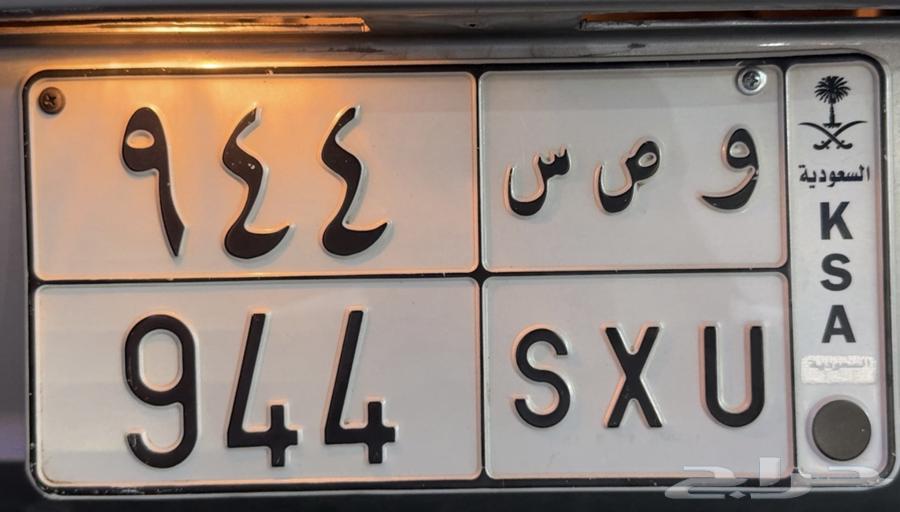 ٩٤٤ و ص س
944 SXU
السعودية
K
S
A
السعودية
حراج